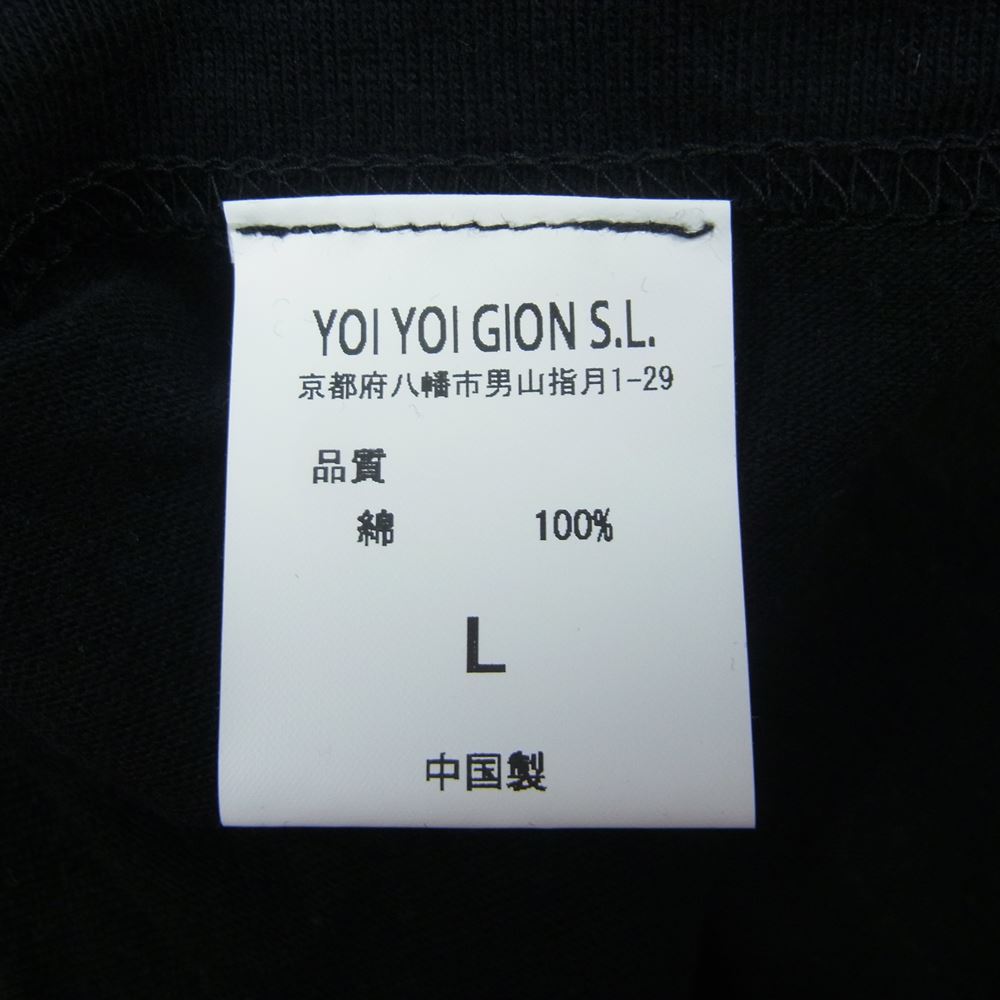 YOI YOI GION S.L.
京都府八幡市男山指月1-29
品質
綿 100%
L
中国製